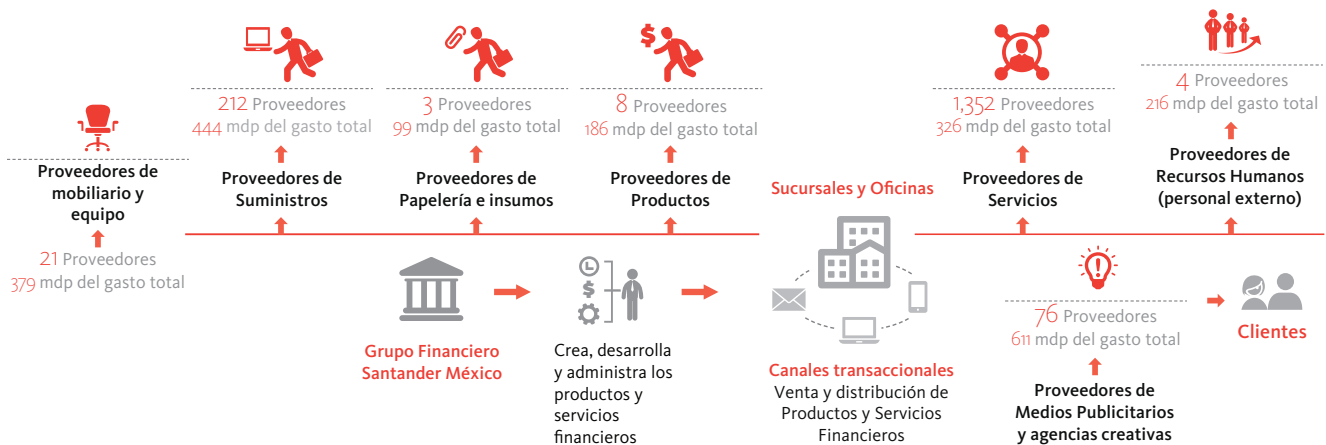 212 Proveedores
444 mdp del gasto total
Proveedores de
Suministros
3 Proveedores
99 mdp del gasto total
Proveedores de
Papelería e insumos
$
8 Proveedores
186 mdp del gasto total
Proveedores de
Productos
1,352 Proveedores
326 mdp del gasto total
Proveedores de
Servicios
4 Proveedores
216 mdp del gasto total
Proveedores de
Recursos Humanos
(personal externo)
Proveedores de
mobiliario y
equipo
21 Proveedores
379 mdp del gasto total
Grupo Financiero
Santander México
$
Crea, desarrolla
y administra los
productos y
servicios
financieros
Sucursales y Oficinas
Canales transaccionales
Venta y distribución de
Productos y Servicios
Financieros
76 Proveedores
611 mdp del gasto total
Proveedores de
Medios Publicitarios
y agencias creativas
Clientes